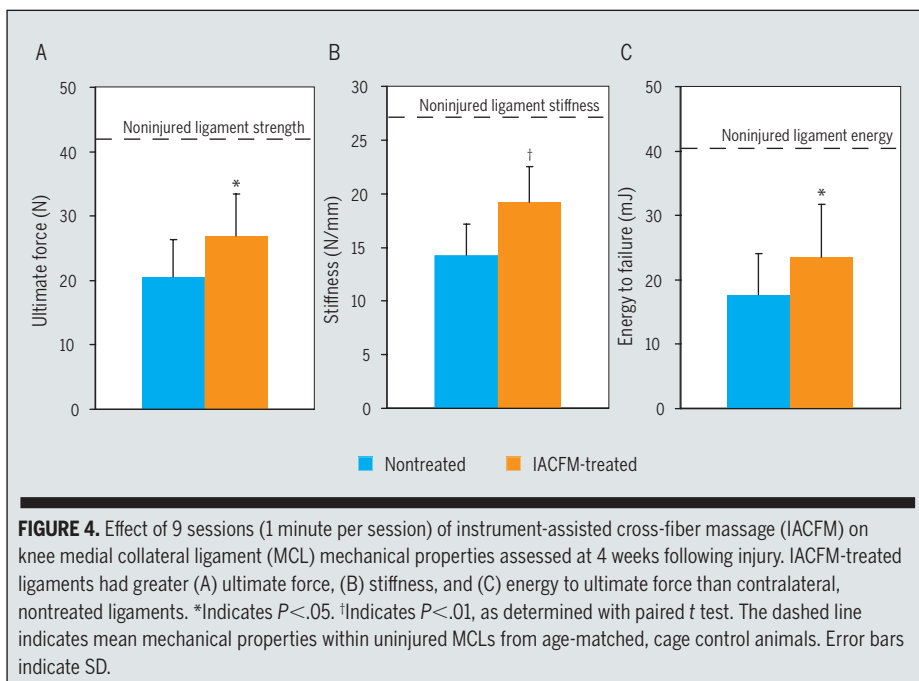 A
50
40
30
20
10
0
Ultimate force (N)
Noninjured ligament strength
*
B
30
25
20
15
10
5
0
Stiffness (N/mm)
Noninjured ligament stiffness
†
C
50
40
30
20
10
0
Energy to failure (mJ)
Noninjured ligament energy
*
Nontreated
IACFM-treated
FIGURE 4. Effect of 9 sessions (1 minute per session) of instrument-assisted cross-fiber massage (IACFM) on
knee medial collateral ligament (MCL) mechanical properties assessed at 4 weeks following injury. IACFM-treated
ligaments had greater (A) ultimate force, (B) stiffness, and (C) energy to ultimate force than contralateral,
nontreated ligaments. *Indicates P<.05. †Indicates P<.01, as determined with paired t test. The dashed line
indicates mean mechanical properties within uninjured MCLs from age-matched, cage control animals. Error bars
indicate SD.